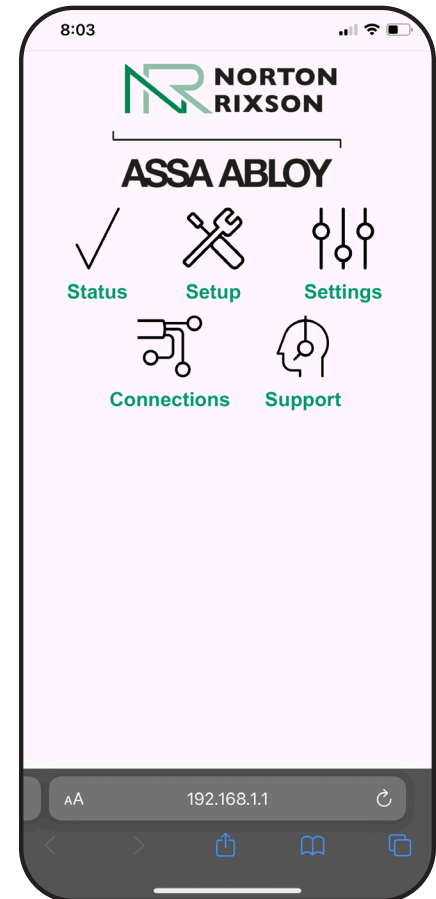 8:03
NORTON
RIXSON
ASSA ABLOY
Status Setup Settings
Connections Support
AA 192.168.1.1